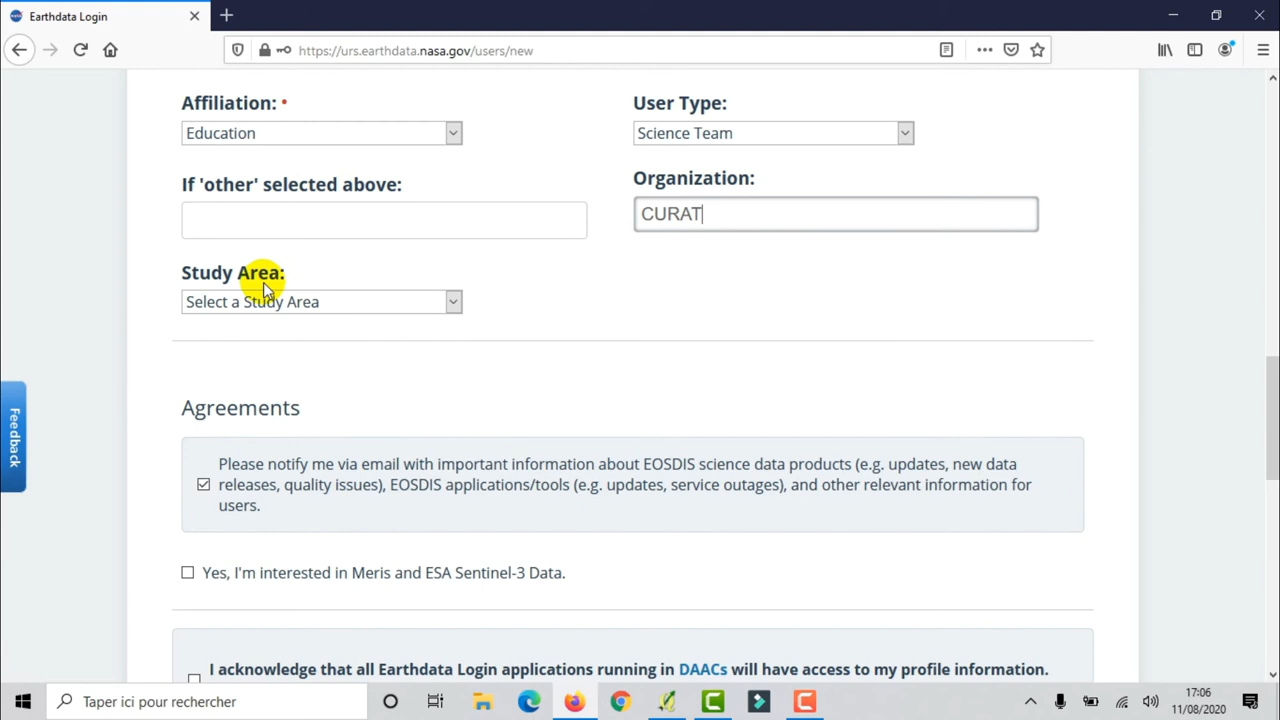 Earthdata Login
https://urs.earthdata.nasa.gov/users/new
Affiliation: •
User Type:
Education
Science Team
If 'other' selected above:
Organization:
CURAT
Study Area:
Select a Study Area
Feedback
Agreements
Please notify me via email with important information about EOSDIS science data products (e.g. updates, new data
releases, quality issues), EOSDIS applications/tools (e.g. updates, service outages), and other relevant information for
users.
Yes, I'm interested in Meris and ESA Sentinel-3 Data.
I acknowledge that all Earthdata Login applications running in DAACs will have access to my profile information.
Taper ici pour rechercher
17:06
11/08/2020